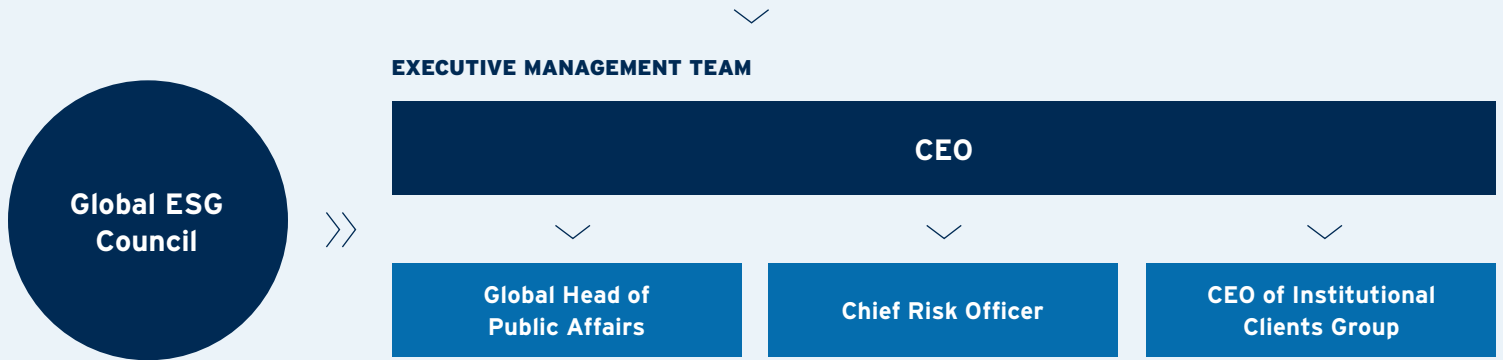 EXECUTIVE MANAGEMENT TEAM
CEO
Global ESG
Council
Global Head of
Public Affairs
Chief Risk Officer
CEO of Institutional
Clients Group